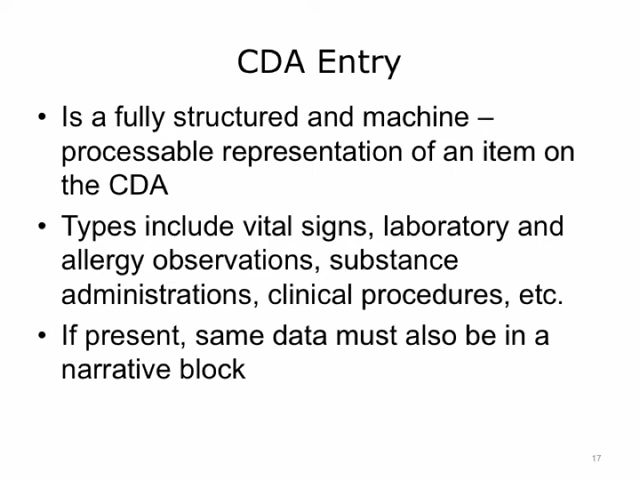 CDA Entry
• Is a fully structured and machine –
processable representation of an item on
the CDA
• Types include vital signs, laboratory and
allergy observations, substance
administrations, clinical procedures, etc.
• If present, same data must also be in a
narrative block
17